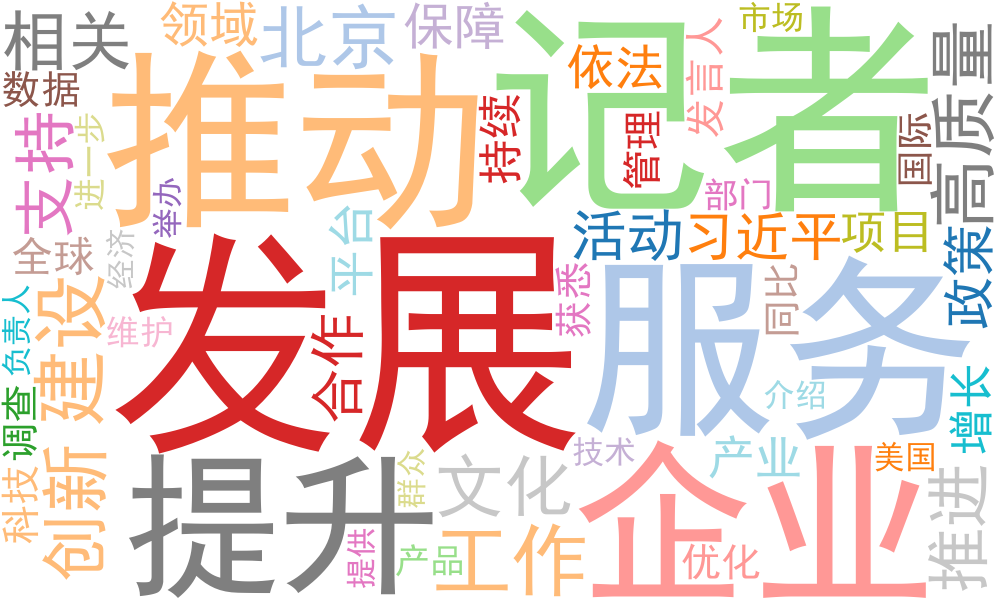 相关
领域
北京
保障
市场
数据
推动
记者
依法
发言人
高质量
支持
进一步
持续
管理
国际
举办
部门
全球
经济
平台
活动
习近平
项目
政策
发展
服务
获悉
同比
负责人
建设
维护
合作
调查
介绍
增长
科技
创新
提升
群众
文化
技术
产业
美国
企业
推进
提供
产品
工作
优化